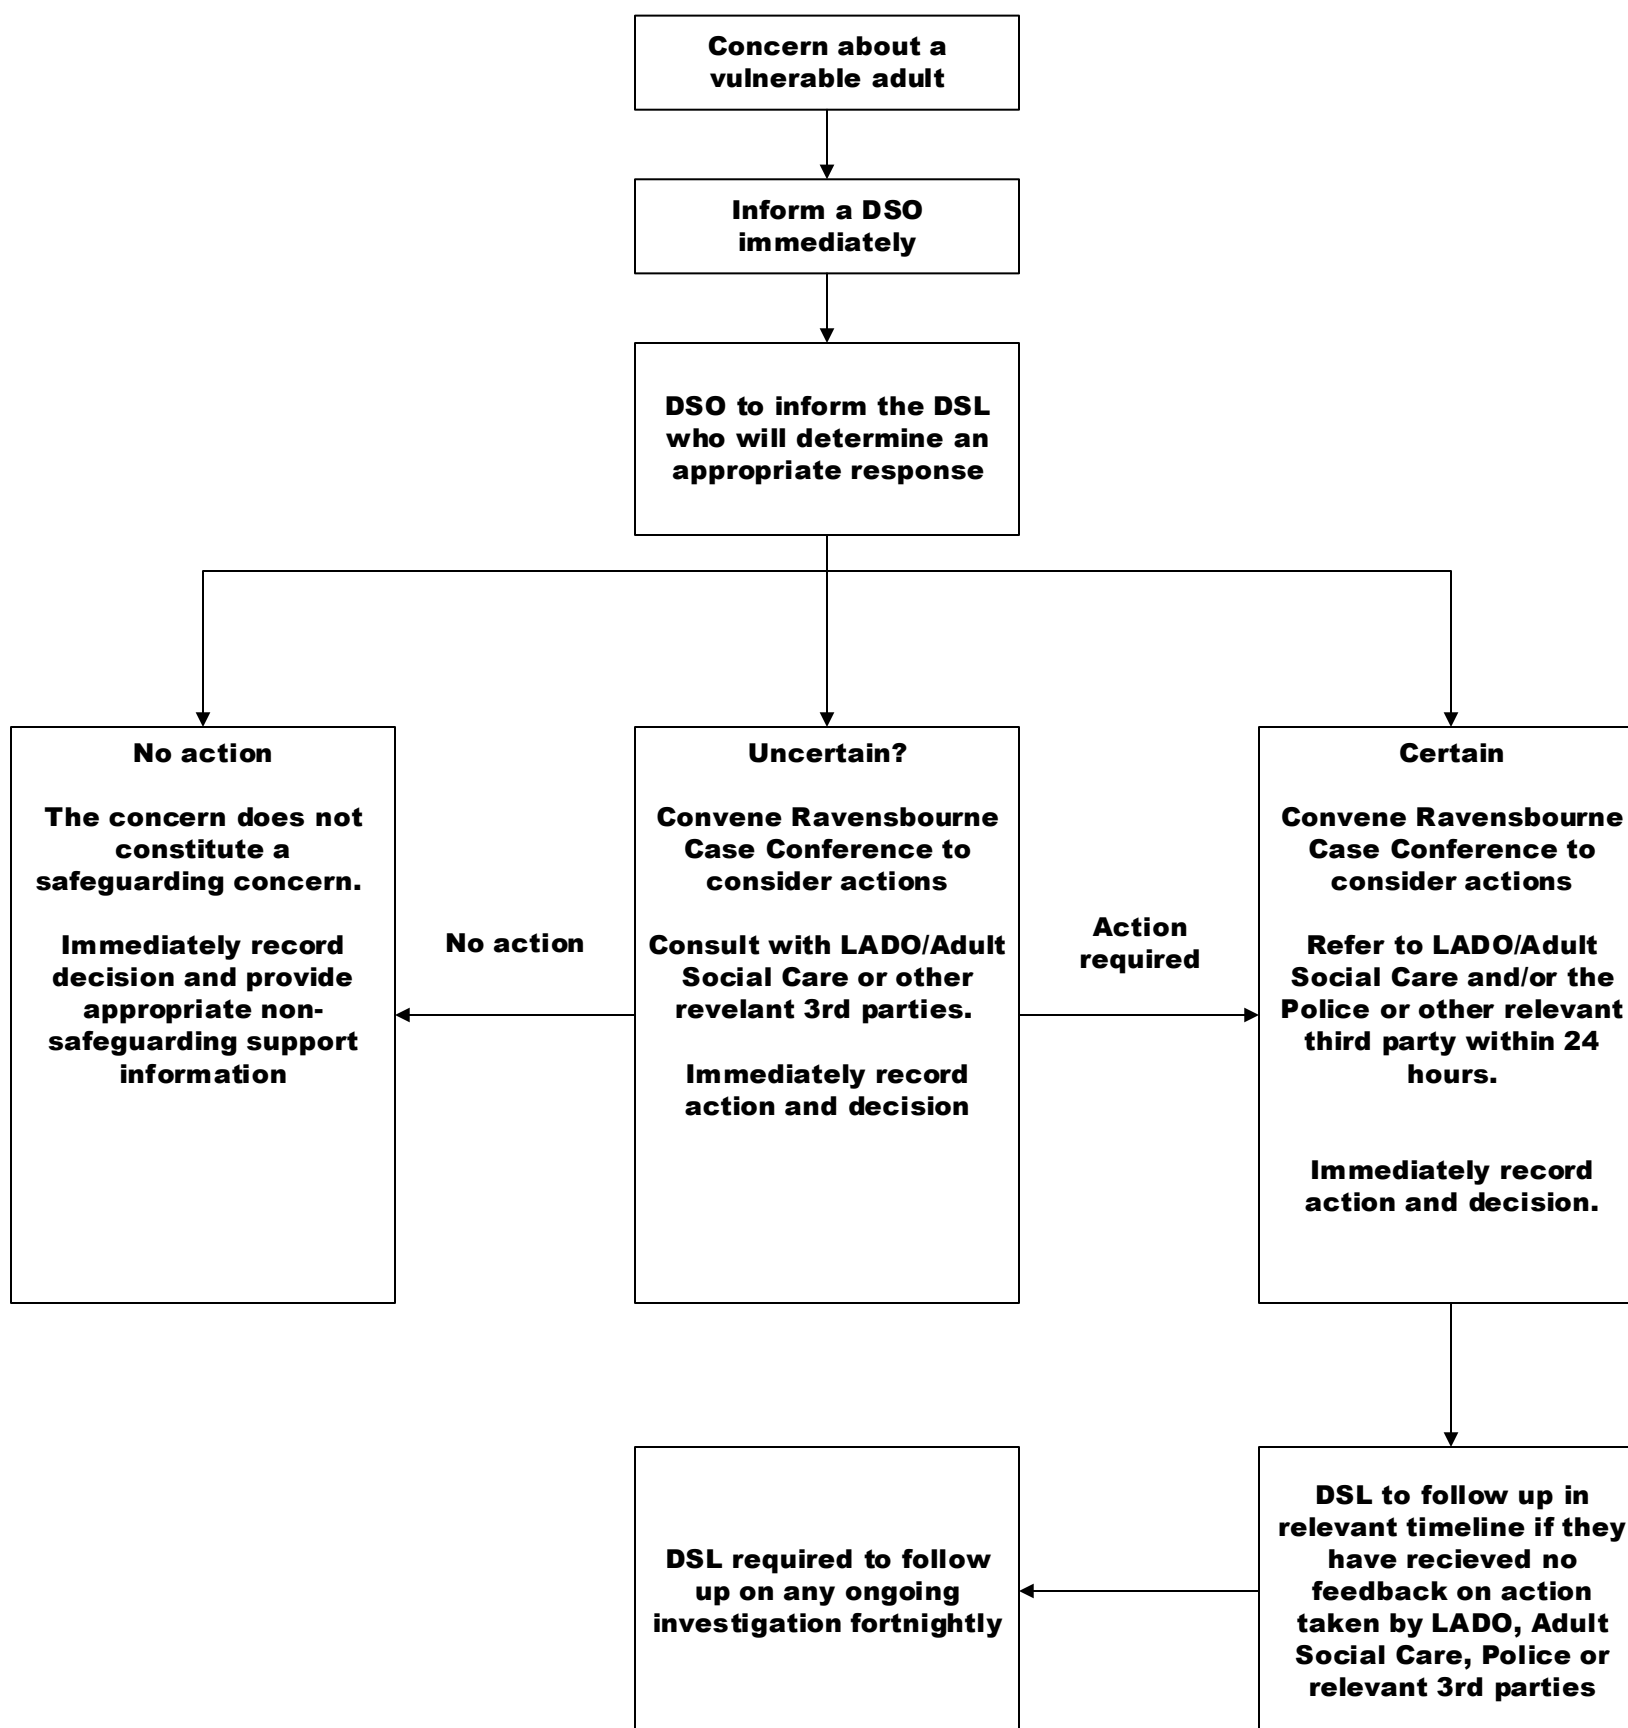 Concern about a
vulnerable adult
Inform a DSO
immediately
DSO to inform the DSL
who will determine an
appropriate response
No action
The concern does not
constitute a
safeguarding concern.
Immediately record
decision and provide
appropriate non-
safeguarding support
information
No action
Uncertain?
Convene Ravensbourne
Case Conference to
consider actions
Consult with LADO/Adult
Social Care or other
revelant 3rd parties.
Immediately record
action and decision
Action
required
Certain
Convene Ravensbourne
Case Conference to
consider actions
Refer to LADO/Adult
Social Care and/or the
Police or other relevant
third party within 24
hours.
Immediately record
action and decision.
DSL required to follow
up on any ongoing
investigation fortnightly
DSL to follow up in
relevant timeline if they
have recieved no
feedback on action
taken by LADO, Adult
Social Care, Police or
relevant 3rd parties